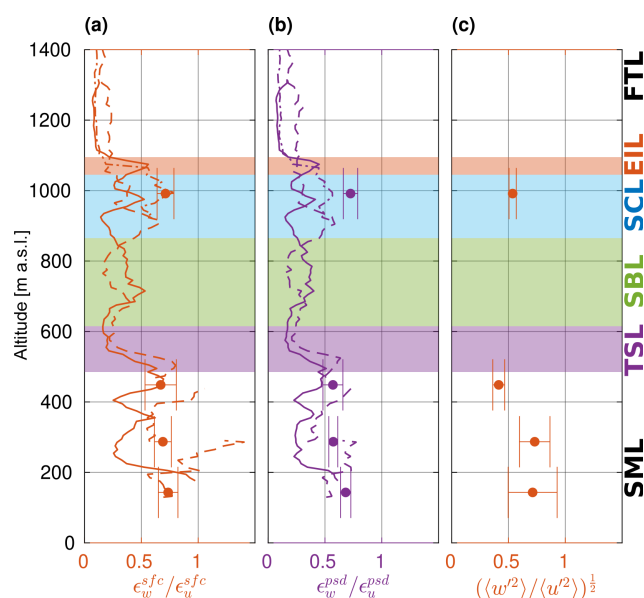 (a) (b) (c)
Altitude [m a.s.l.]
1400
1200
1000
800
600
400
200
0
0 0.5 1
0 0.5 1
0 0.5 1
ϵ_w^{sfc}/ϵ_u^{sfc}
ϵ_w^{psd}/ϵ_u^{psd}
(⟨w′²⟩/⟨u′²⟩)^{1/2}
FTL
EIL
SCL
SBL
TSL
SML